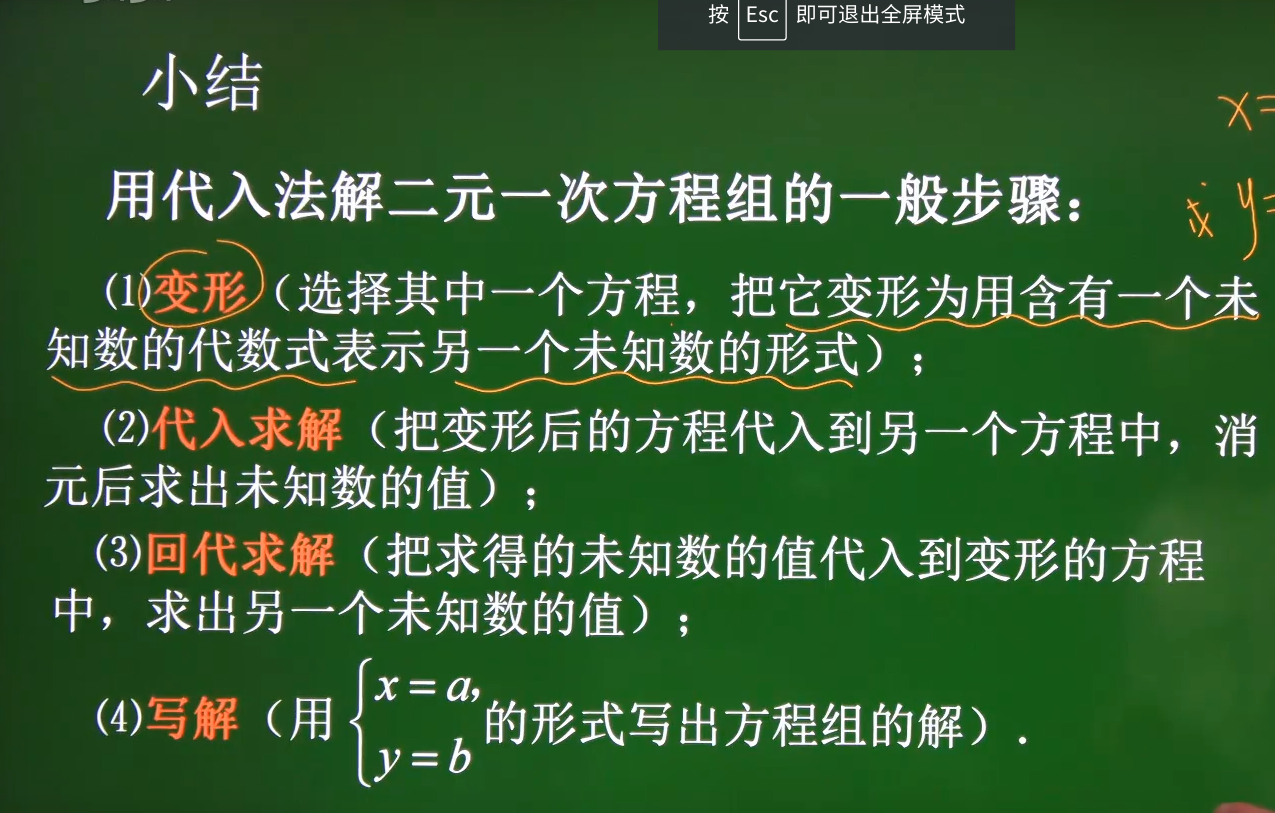 按 Esc 即可退出全屏模式
小结
x=
用代入法解二元一次方程组的一般步骤：
或 y=
(1)变形（选择其中一个方程，把它变形为用含有一个未
知数的代数式表示另一个未知数的形式）；
(2)代入求解（把变形后的方程代入到另一个方程中，消
元后求出未知数的值）；
(3)回代求解（把求得的未知数的值代入到变形的方程
中，求出另一个未知数的值）；
(4)写解（用{x=a, y=b的形式写出方程组的解）.